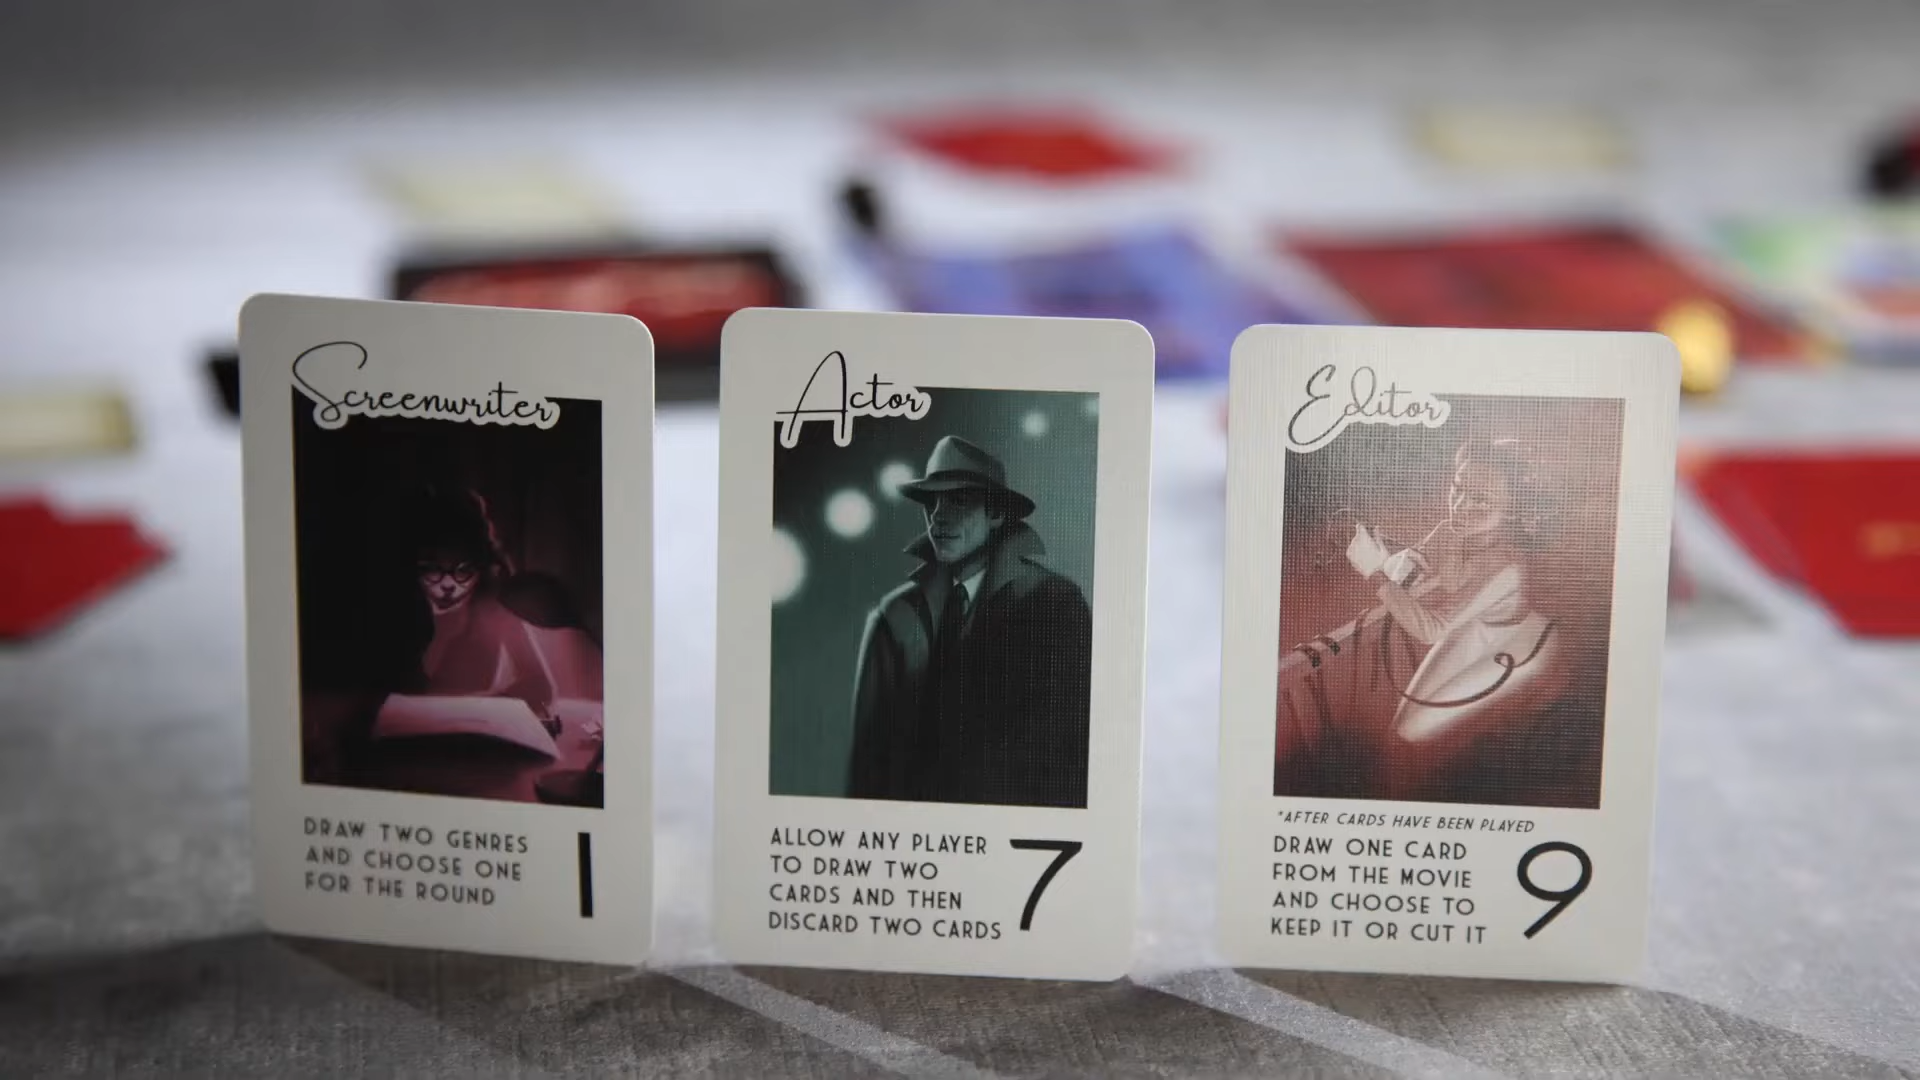 Screenwriter
DRAW TWO GENRES
AND CHOOSE ONE
FOR THE ROUND
1
Actor
ALLOW ANY PLAYER
TO DRAW TWO
CARDS AND THEN
DISCARD TWO CARDS
7
Editor
*AFTER CARDS HAVE BEEN PLAYED
DRAW ONE CARD
FROM THE MOVIE
AND CHOOSE TO
KEEP IT OR CUT IT
9